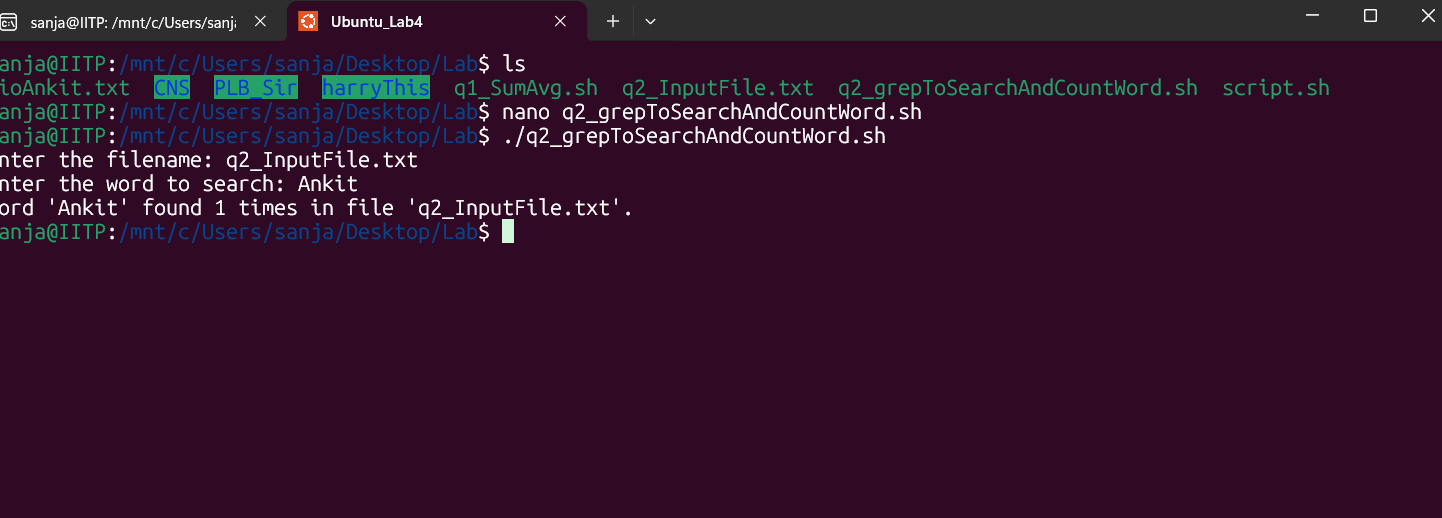 sanja@IITP: /mnt/c/Users/sanja
Ubuntu_Lab4
anja@IITP:/mnt/c/Users/sanja/Desktop/Lab$ ls
ioAnkit.txt CNS PLB_Sir harryThis q1_SumAvg.sh q2_InputFile.txt q2_grepToSearchAndCountWord.sh script.sh
anja@IITP:/mnt/c/Users/sanja/Desktop/Lab$ nano q2_grepToSearchAndCountWord.sh
anja@IITP:/mnt/c/Users/sanja/Desktop/Lab$ ./q2_grepToSearchAndCountWord.sh
nter the filename: q2_InputFile.txt
nter the word to search: Ankit
ord 'Ankit' found 1 times in file 'q2_InputFile.txt'.
anja@IITP:/mnt/c/Users/sanja/Desktop/Lab$